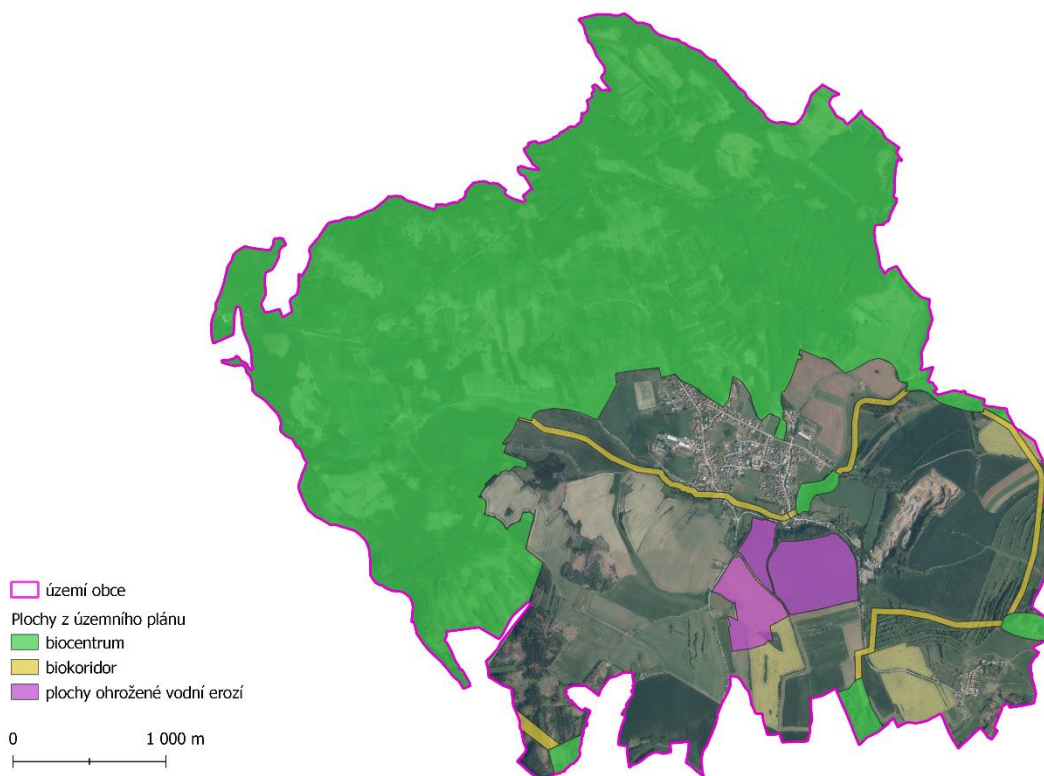 území obce
Plochy z územního plánu
biocentrum
biokoridor
plochy ohrožené vodní erozí
0 1 000 m